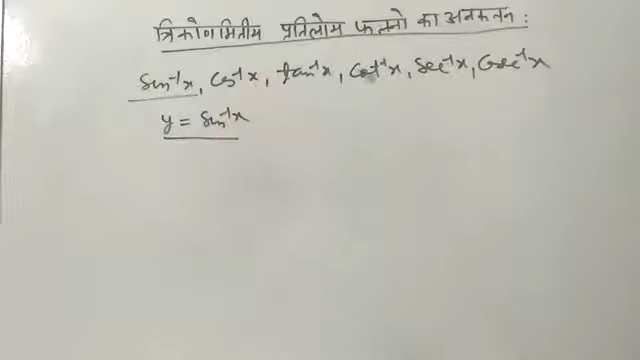 त्रिकोणमितीय प्रतिलोम फलनो का अवकलन :
Sin⁻¹x, Cos⁻¹x, tan⁻¹x, Cot⁻¹x, Sec⁻¹x, Cosec⁻¹x
y = Sin⁻¹x